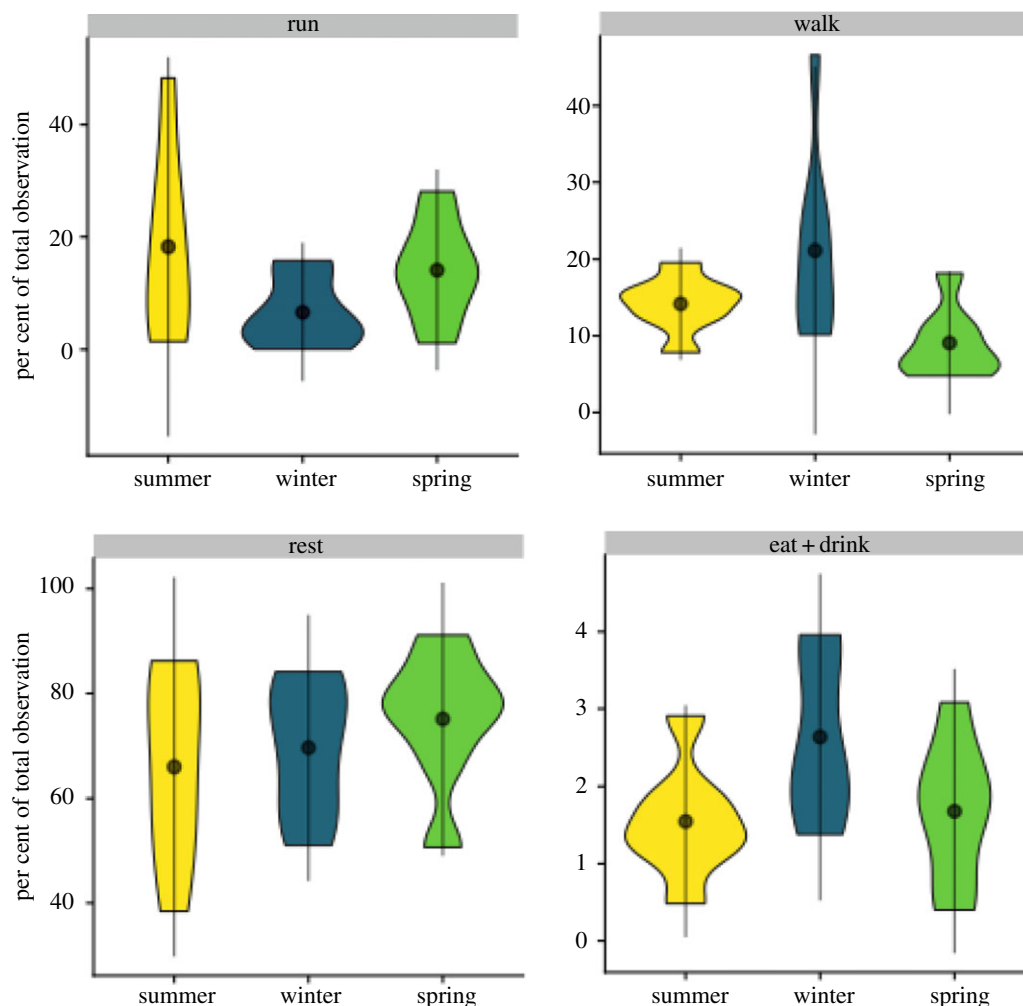 run
per cent of total observation
40
20
0
summer winter spring
walk
40
30
20
10
0
summer winter spring
rest
per cent of total observation
100
80
60
40
summer winter spring
eat + drink
4
3
2
1
0
summer winter spring